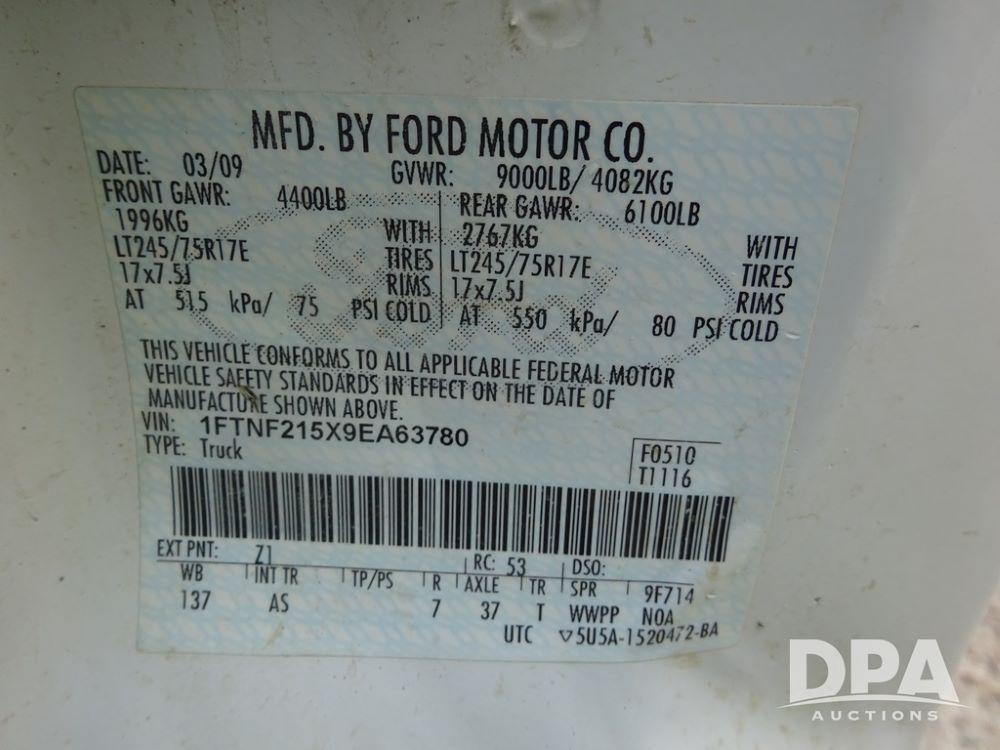 MFD. BY FORD MOTOR CO.
DATE: 03/09 GVWR: 9000LB/ 4082KG
FRONT GAWR: 4400LB REAR GAWR: 6100LB
1996KG WITH 2767KG WITH
LT245/75R17E TIRES LT245/75R17E TIRES
17x7.5J RIMS 17x7.5J RIMS
AT 515 kPa/ 75 PSI COLD AT 550 kPa/ 80 PSI COLD
Ford
THIS VEHICLE CONFORMS TO ALL APPLICABLE FEDERAL MOTOR
VEHICLE SAFETY STANDARDS IN EFFECT ON THE DATE OF
MANUFACTURE SHOWN ABOVE.
VIN: 1FTNF215X9EA63780
TYPE: Truck
F0510
T1116
EXT PNT: Z1 RC: 53 DSO:
WB INT TR TP/PS R AXLE TR SPR 9F714
137 AS 7 37 T WWPP NOA
UTC ▽5U5A-1520472-BA
DPA
AUCTIONS